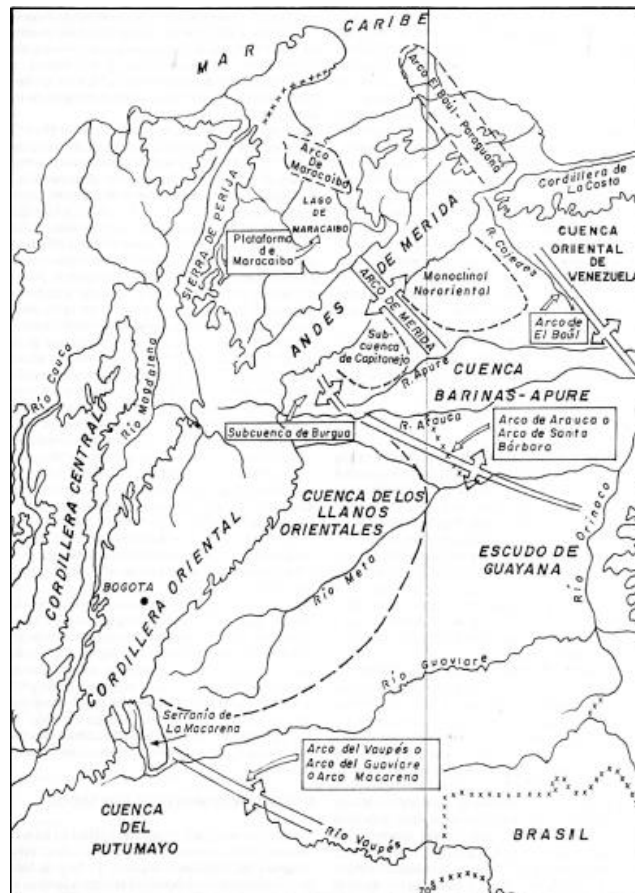 MAR CARIBE
Arco El Baúl - Paraguaná
Arco
De
Maracaibo
Cordillera de
La Costa
LAGO
DE
MARACAIBO
SIERRA DE PERIJA
Plataforma
de
Maracaibo
ANDES DE MERIDA
R. Cojedes
CUENCA
ORIENTAL
DE
VENEZUELA
Monoclinal
Nororiental
ARCO DE MERIDA
Arco de
El Baúl
Sub-
cuenca
de Capitanejo
R. Apure
CUENCA
BARINAS-APURE
Río Cauca
Río Magdalena
R. Arauca
Arco de Arauca o
Arco de Santa
Bárbara
Subcuenca de Burgua
CORDILLERA CENTRAL
CUENCA DE LOS
LLANOS
ORIENTALES
Río Orinoco
ESCUDO DE
GUAYANA
BOGOTA
CORDILLERA ORIENTAL
Río Meta
Río Guaviare
Serranía de
La Macarena
Arco del Vaupés o
Arco del Guaviare
o Arco Macarena
CUENCA
DEL
PUTUMAYO
Río Vaupés
BRASIL